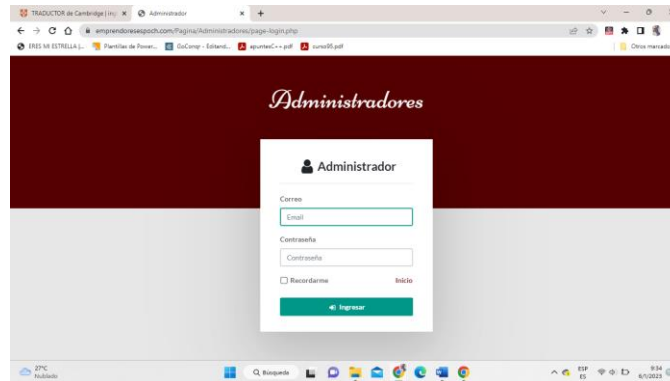 TRADUCTOR de Cambridge | Ing
Administrador
emprendoresespoch.com/Pagina/Administradores/page-login.php
ERES MI ESTRELLA (...
Plantillas de Power...
GoConqr - Editand...
apuntesC++.pdf
curso95.pdf
Otros marcado
Administradores
Administrador
Correo
Email
Contraseña
Contraseña
Recordarme
Inicio
Ingresar
27°C
Nublado
Búsqueda
ESP
ES
9:34
6/1/2023